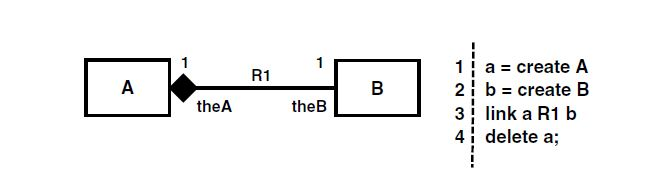 A
1
R1
1
theA
theB
B
1 a = create A
2 b = create B
3 link a R1 b
4 delete a;